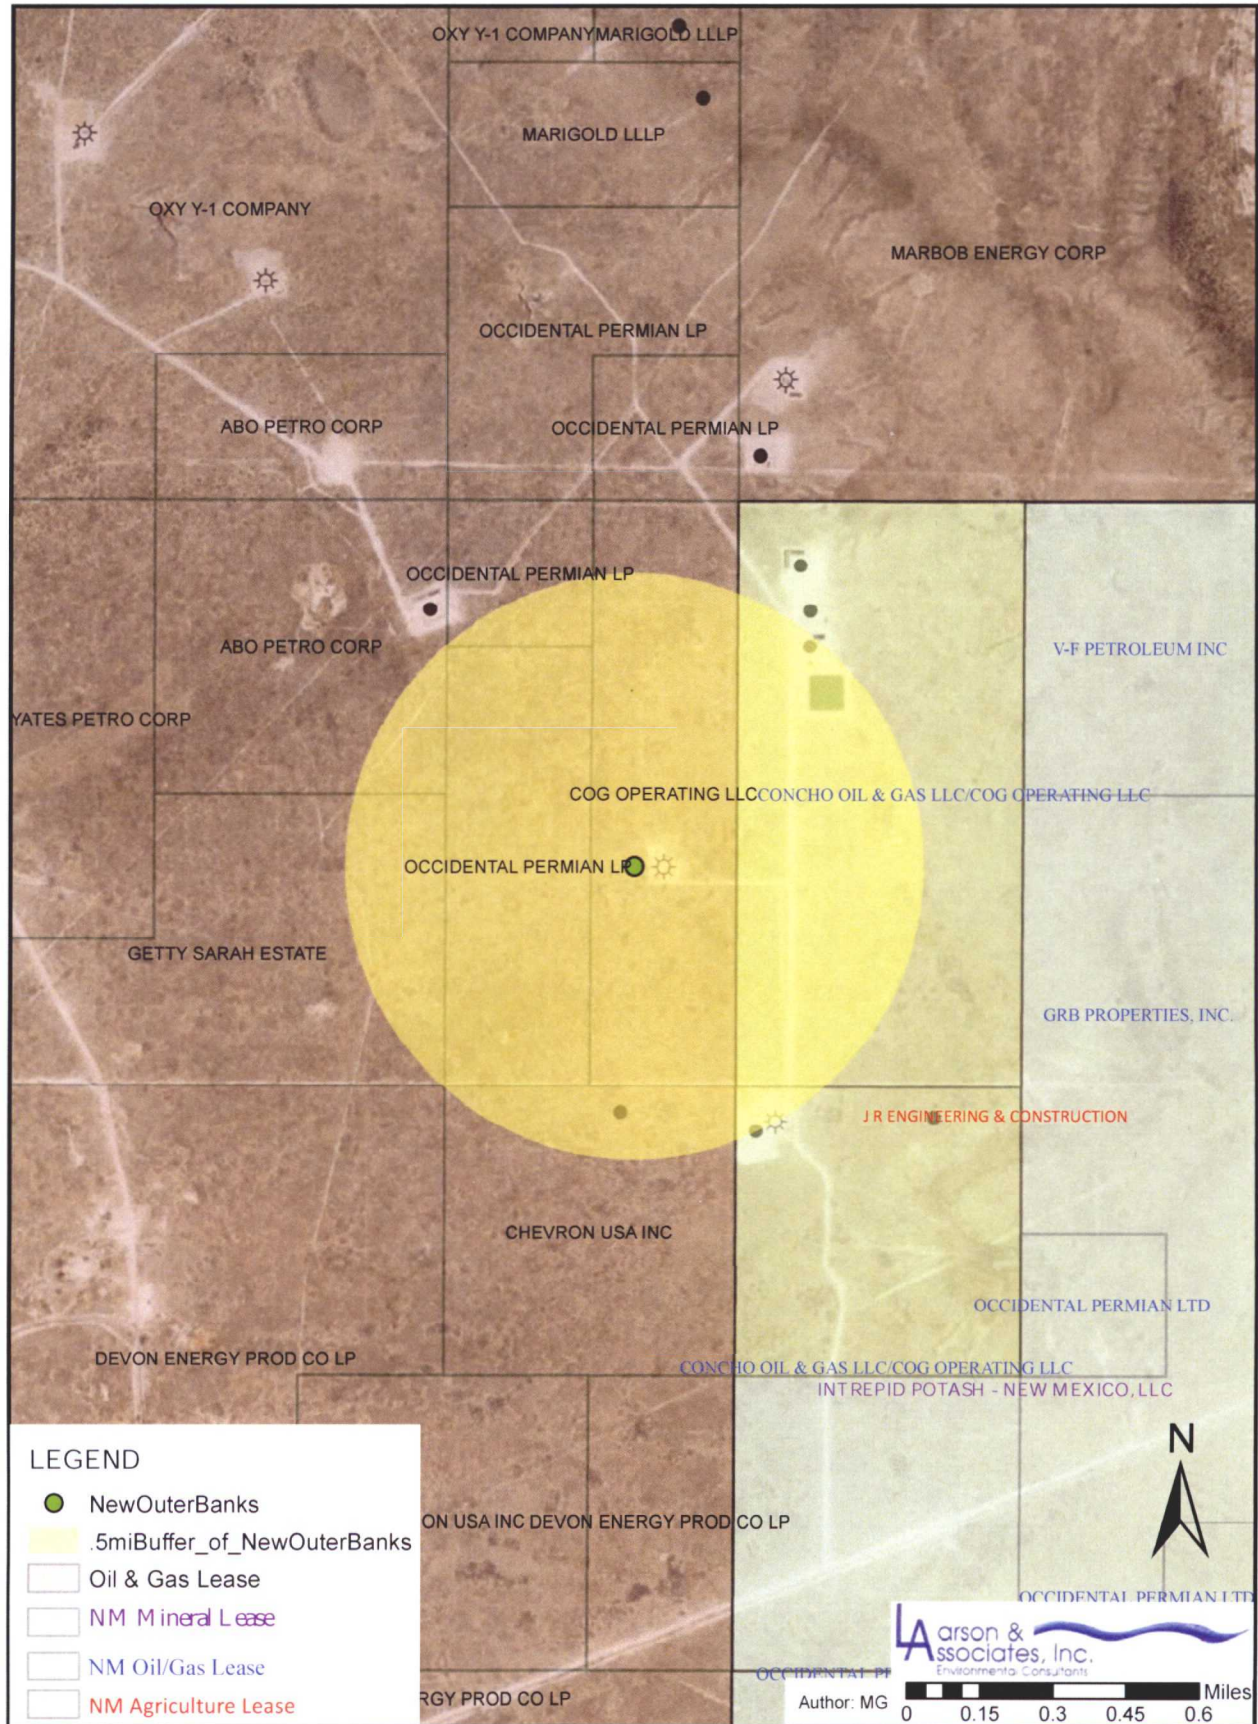 OXY Y-1 COMPANY MARIGOLD LLLP
MARIGOLD LLLP
OXY Y-1 COMPANY
MARBOB ENERGY CORP
OCCIDENTAL PERMIAN LP
ABO PETRO CORP
OCCIDENTAL PERMIAN LP
OCCIDENTAL PERMIAN LP
ABO PETRO CORP
V-F PETROLEUM INC
YATES PETRO CORP
COG OPERATING LLC
CONCHO OIL & GAS LLC/COG OPERATING LLC
OCCIDENTAL PERMIAN LP
GETTY SARAH ESTATE
GRB PROPERTIES, INC.
J R ENGINEERING & CONSTRUCTION
CHEVRON USA INC
OCCIDENTAL PERMIAN LTD
DEVON ENERGY PROD CO LP
CONCHO OIL & GAS LLC/COG OPERATING LLC
INTREPID POTASH - NEW MEXICO, LLC
N
LEGEND
NewOuterBanks
.5miBuffer_of_NewOuterBanks
Oil & Gas Lease
NM Mineral Lease
NM Oil/Gas Lease
NM Agriculture Lease
ON USA INC DEVON ENERGY PROD CO LP
OCCIDENTAL PERMIAN LTD
Larson & Associates, Inc.
Environmental Consultants
OCCIDENTAL PE
RGY PROD CO LP
Author: MG
Miles
0 0.15 0.3 0.45 0.6